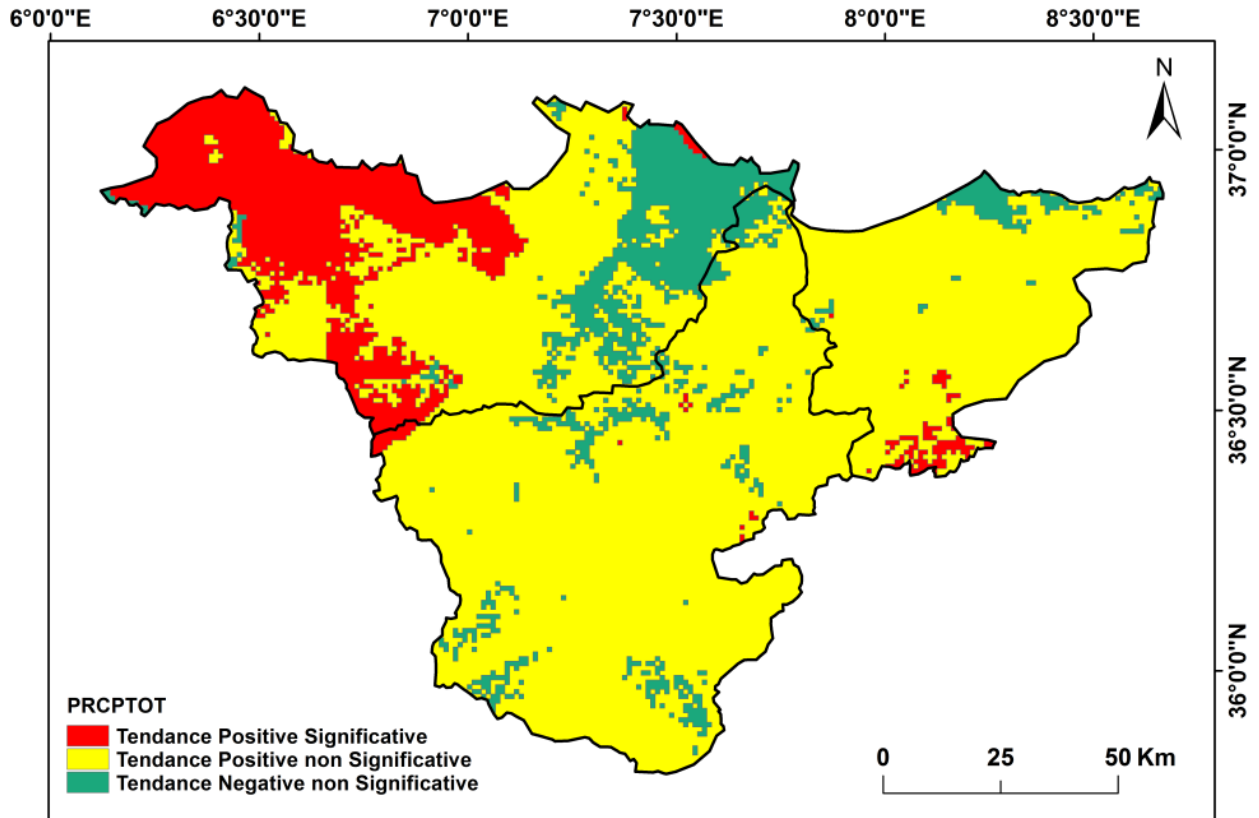 6°0'0"E 6°30'0"E 7°0'0"E 7°30'0"E 8°0'0"E 8°30'0"E
N
37°0'0"N
36°30'0"N
36°0'0"N
PRCPTOT
Tendance Positive Significative
Tendance Positive non Significative
Tendance Negative non Significative
0 25 50 Km